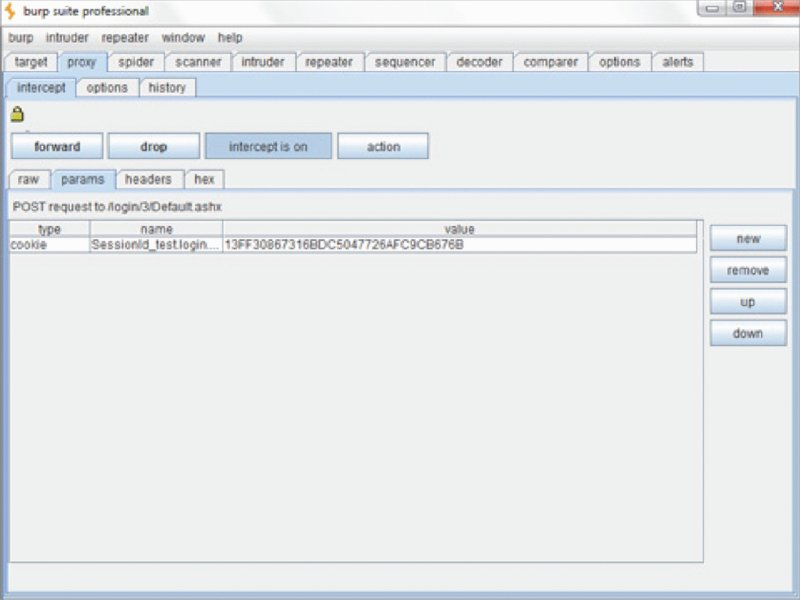 burp suite professional
burp intruder repeater window help
target proxy spider scanner intruder repeater sequencer decoder comparer options alerts
intercept options history
forward drop intercept is on action
raw params headers hex
POST request to /login/3/Default.ashx
type name value
cookie SessionId_test.login.... 13FF30867316BDC5047726AFC9CB676B
new
remove
up
down